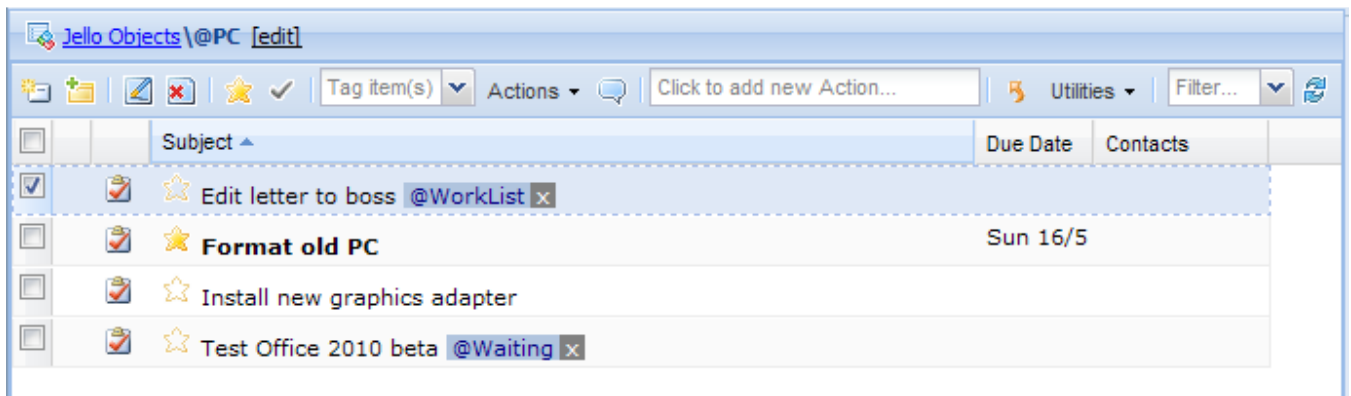 Jello Objects\@PC [edit]
Tag item(s) Actions Click to add new Action... Utilities Filter...
Subject Due Date Contacts
Edit letter to boss @WorkList x
Format old PC Sun 16/5
Install new graphics adapter
Test Office 2010 beta @Waiting x